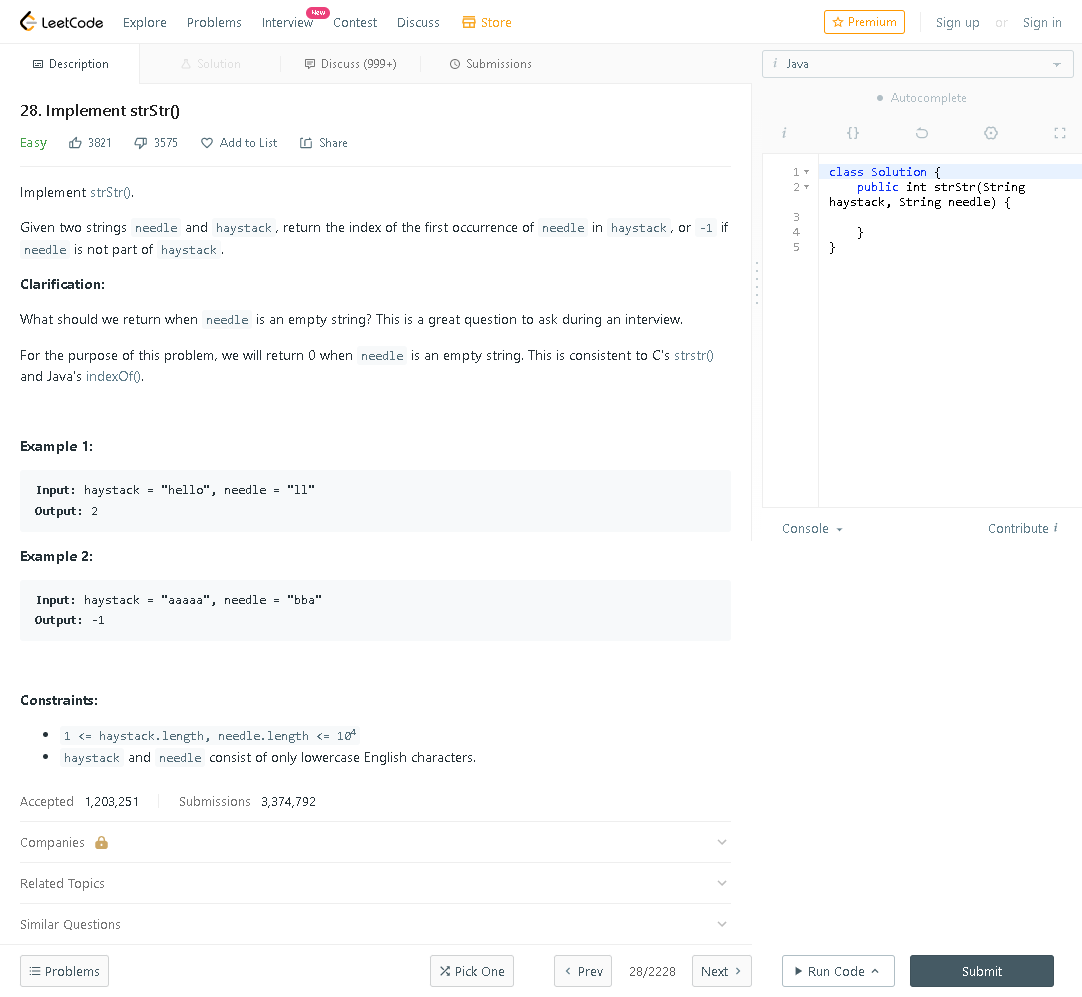 LeetCode Explore Problems Interview New Contest Discuss Store Premium Sign up or Sign in
Description Solution Discuss (999+) Submissions
28. Implement strStr()
Easy 3821 3575 Add to List Share
Implement strStr().
Given two strings needle and haystack, return the index of the first occurrence of needle in haystack, or -1 if
needle is not part of haystack.
Clarification:
What should we return when needle is an empty string? This is a great question to ask during an interview.
For the purpose of this problem, we will return 0 when needle is an empty string. This is consistent to C's strstr()
and Java's indexOf().
Example 1:
Input: haystack = "hello", needle = "ll"
Output: 2
Example 2:
Input: haystack = "aaaaa", needle = "bba"
Output: -1
Constraints:
• 1 <= haystack.length, needle.length <= 10⁴
• haystack and needle consist of only lowercase English characters.
Accepted 1,203,251 Submissions 3,374,792
Companies
Related Topics
Similar Questions
Problems Pick One Prev 28/2228 Next
i Java
Autocomplete
i {}
1 class Solution {
2 public int strStr(String
haystack, String needle) {
3
4 }
5 }
Console Contribute i
Run Code Submit